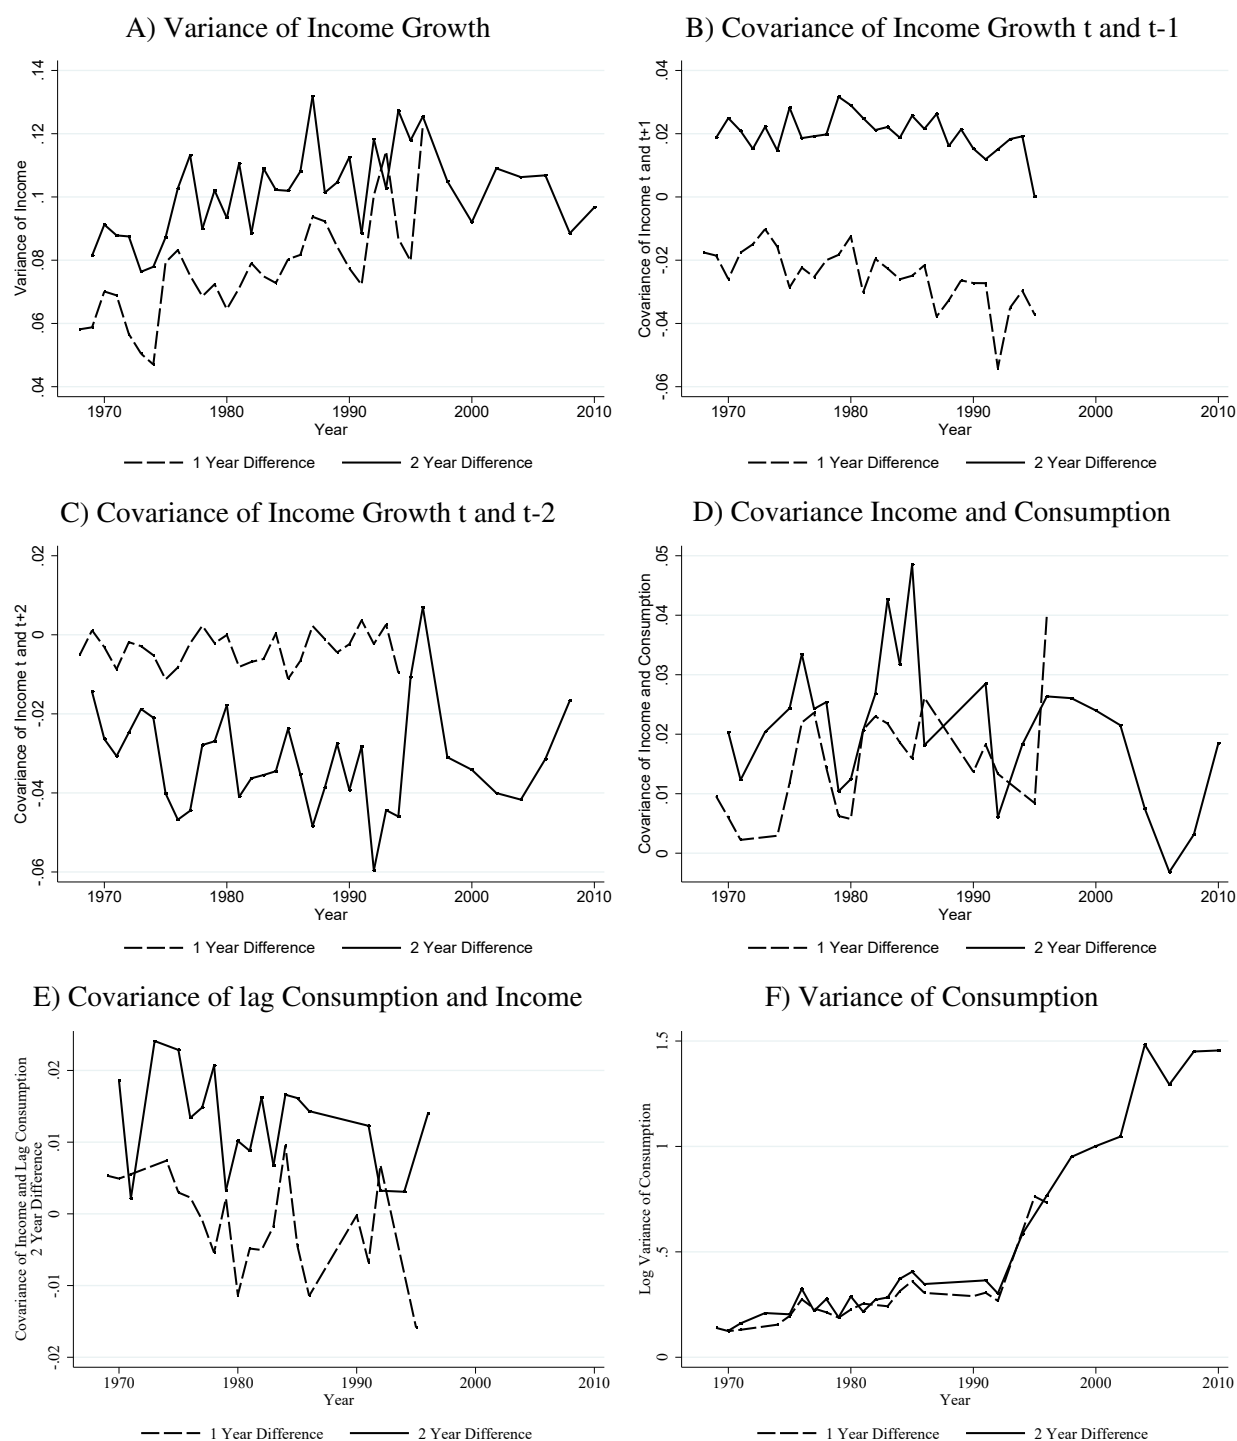 A) Variance of Income Growth
Variance of Income
.04 .06 .08 .1 .12 .14
1970 1980 1990 2000 2010
Year
1 Year Difference 2 Year Difference
B) Covariance of Income Growth t and t-1
Covariance of Income t and t+1
-.06 -.04 -.02 0 .02 .04
1970 1980 1990 2000 2010
Year
1 Year Difference 2 Year Difference
C) Covariance of Income Growth t and t-2
Covariance of Income t and t+2
-.06 -.04 -.02 0 .02
1970 1980 1990 2000 2010
Year
1 Year Difference 2 Year Difference
D) Covariance Income and Consumption
Covariance of Income and Consumption
0 .01 .02 .03 .04 .05
1970 1980 1990 2000 2010
Year
1 Year Difference 2 Year Difference
E) Covariance of lag Consumption and Income
Covariance of Income and Lag Consumption
2 Year Difference
-.02 -.01 0 .01 .02
1970 1980 1990 2000 2010
Year
1 Year Difference 2 Year Difference
F) Variance of Consumption
Log Variance of Consumption
0 .5 1 1.5
1970 1980 1990 2000 2010
Year
1 Year Difference 2 Year Difference